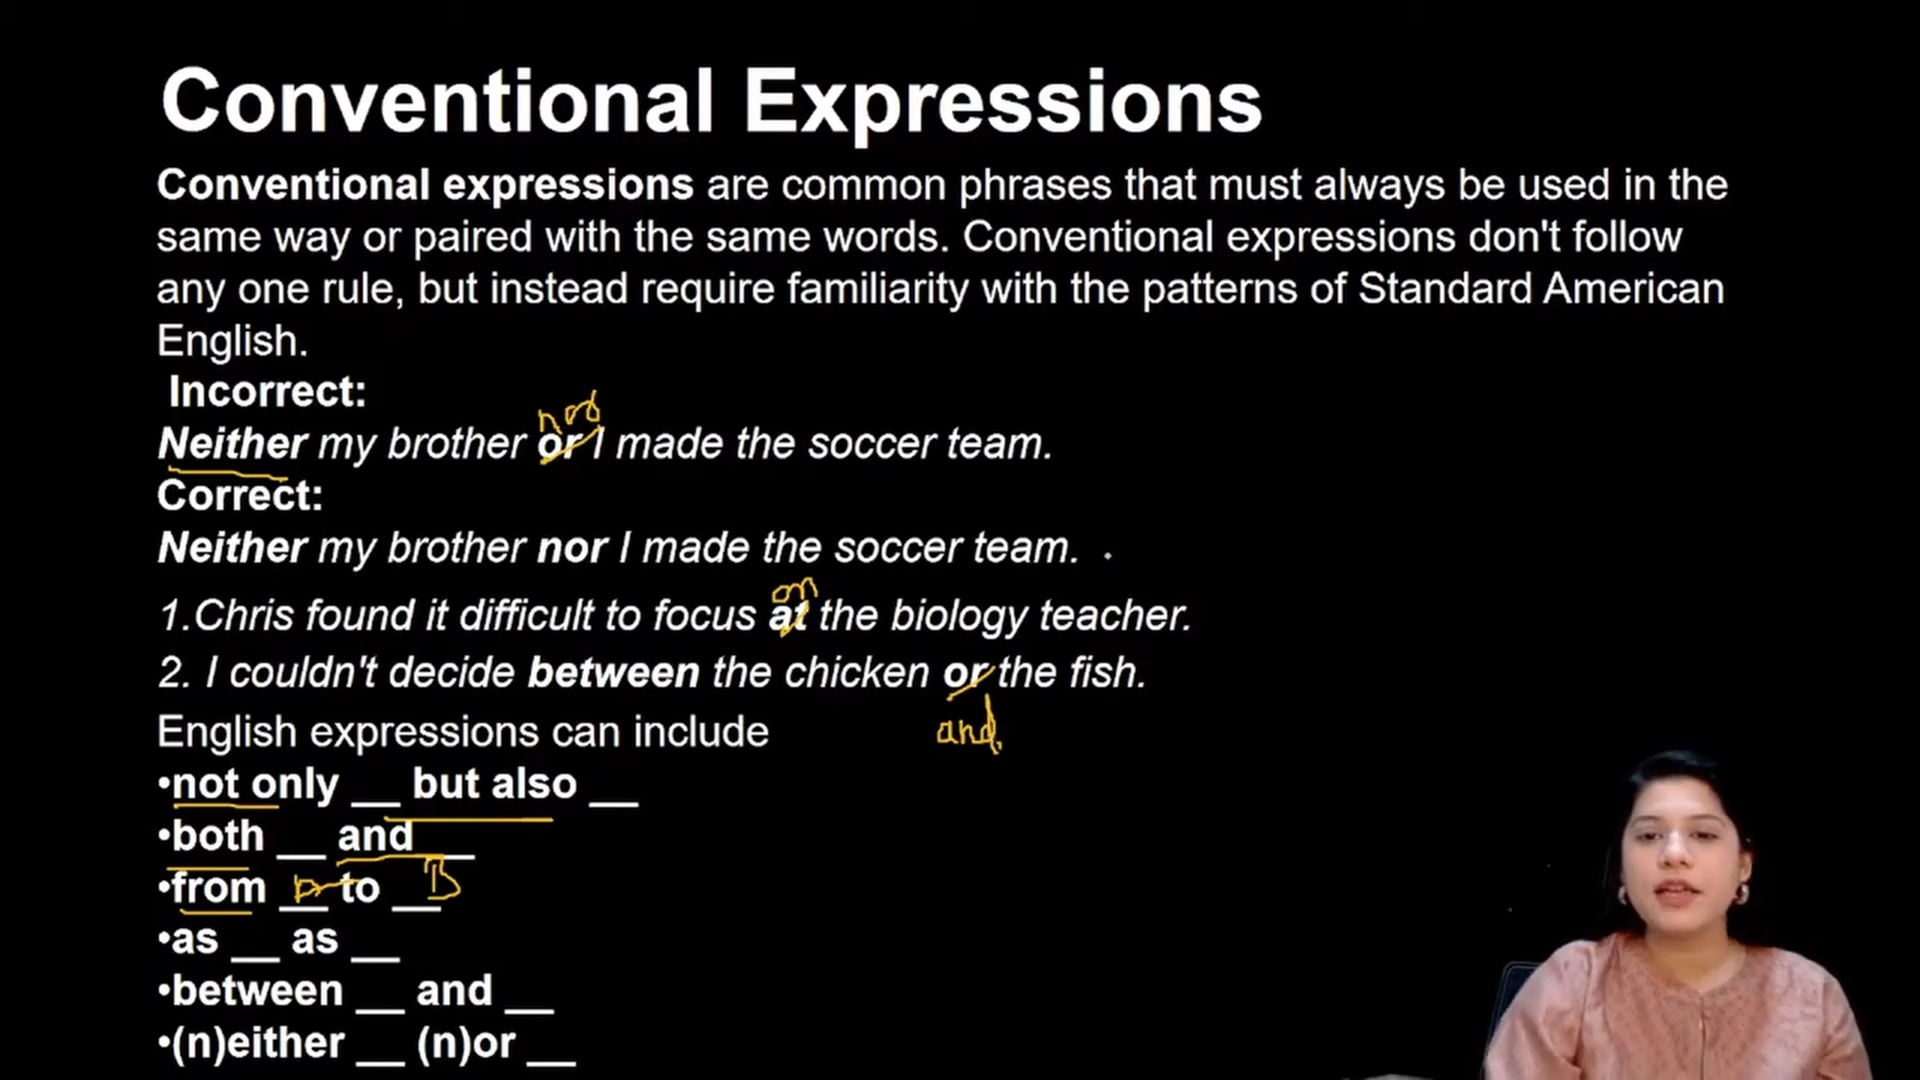 Conventional Expressions
Conventional expressions are common phrases that must always be used in the
same way or paired with the same words. Conventional expressions don't follow
any one rule, but instead require familiarity with the patterns of Standard American
English.
Incorrect:
nor
Neither my brother or I made the soccer team.
Correct:
Neither my brother nor I made the soccer team.
on
1.Chris found it difficult to focus at the biology teacher.
2. I couldn't decide between the chicken or the fish.
and
English expressions can include
•not only __ but also __
•both __ and __
•from __ to __ B
•as __ as __
•between __ and __
•(n)either __ (n)or __